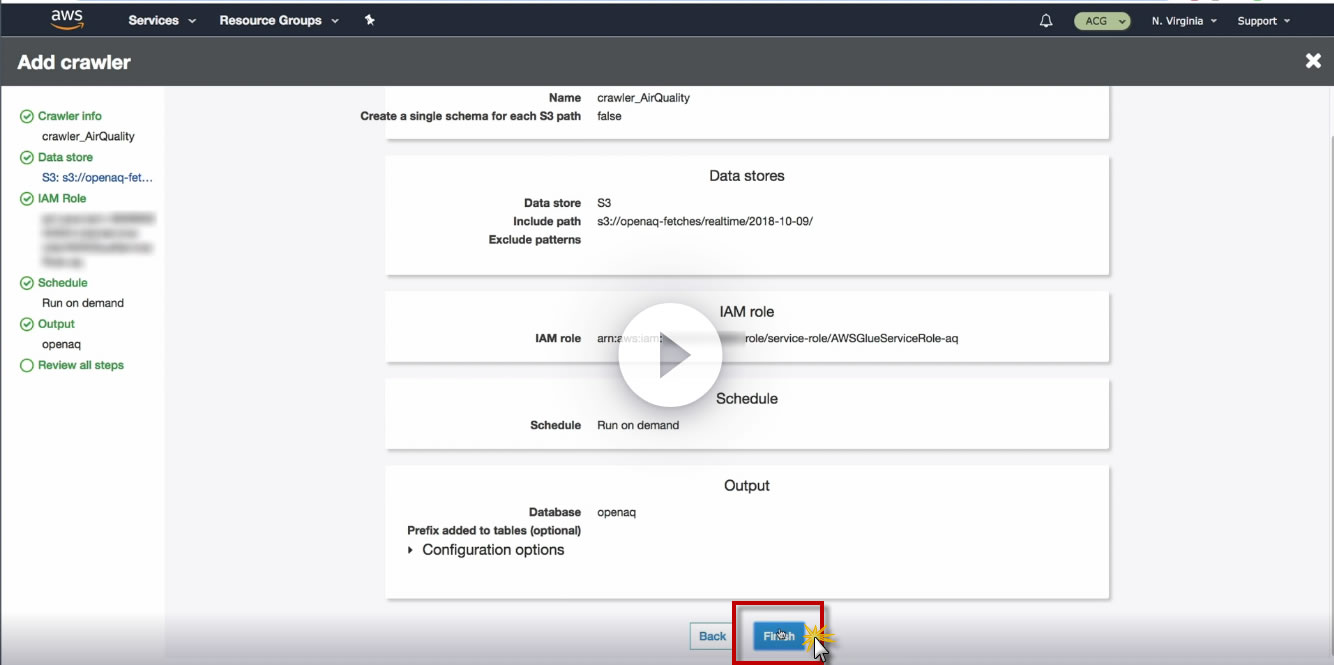 aws Services Resource Groups ACG N. Virginia Support
Add crawler
Crawler info
crawler_AirQuality
Data store
S3: s3://openaq-fet...
IAM Role
Schedule
Run on demand
Output
openaq
Review all steps
Name crawler_AirQuality
Create a single schema for each S3 path false
Data stores
Data store S3
Include path s3://openaq-fetches/realtime/2018-10-09/
Exclude patterns
IAM role
IAM role arn:aws:iam: role/service-role/AWSGlueServiceRole-aq
Schedule
Schedule Run on demand
Output
Database openaq
Prefix added to tables (optional)
Configuration options
Back Finish